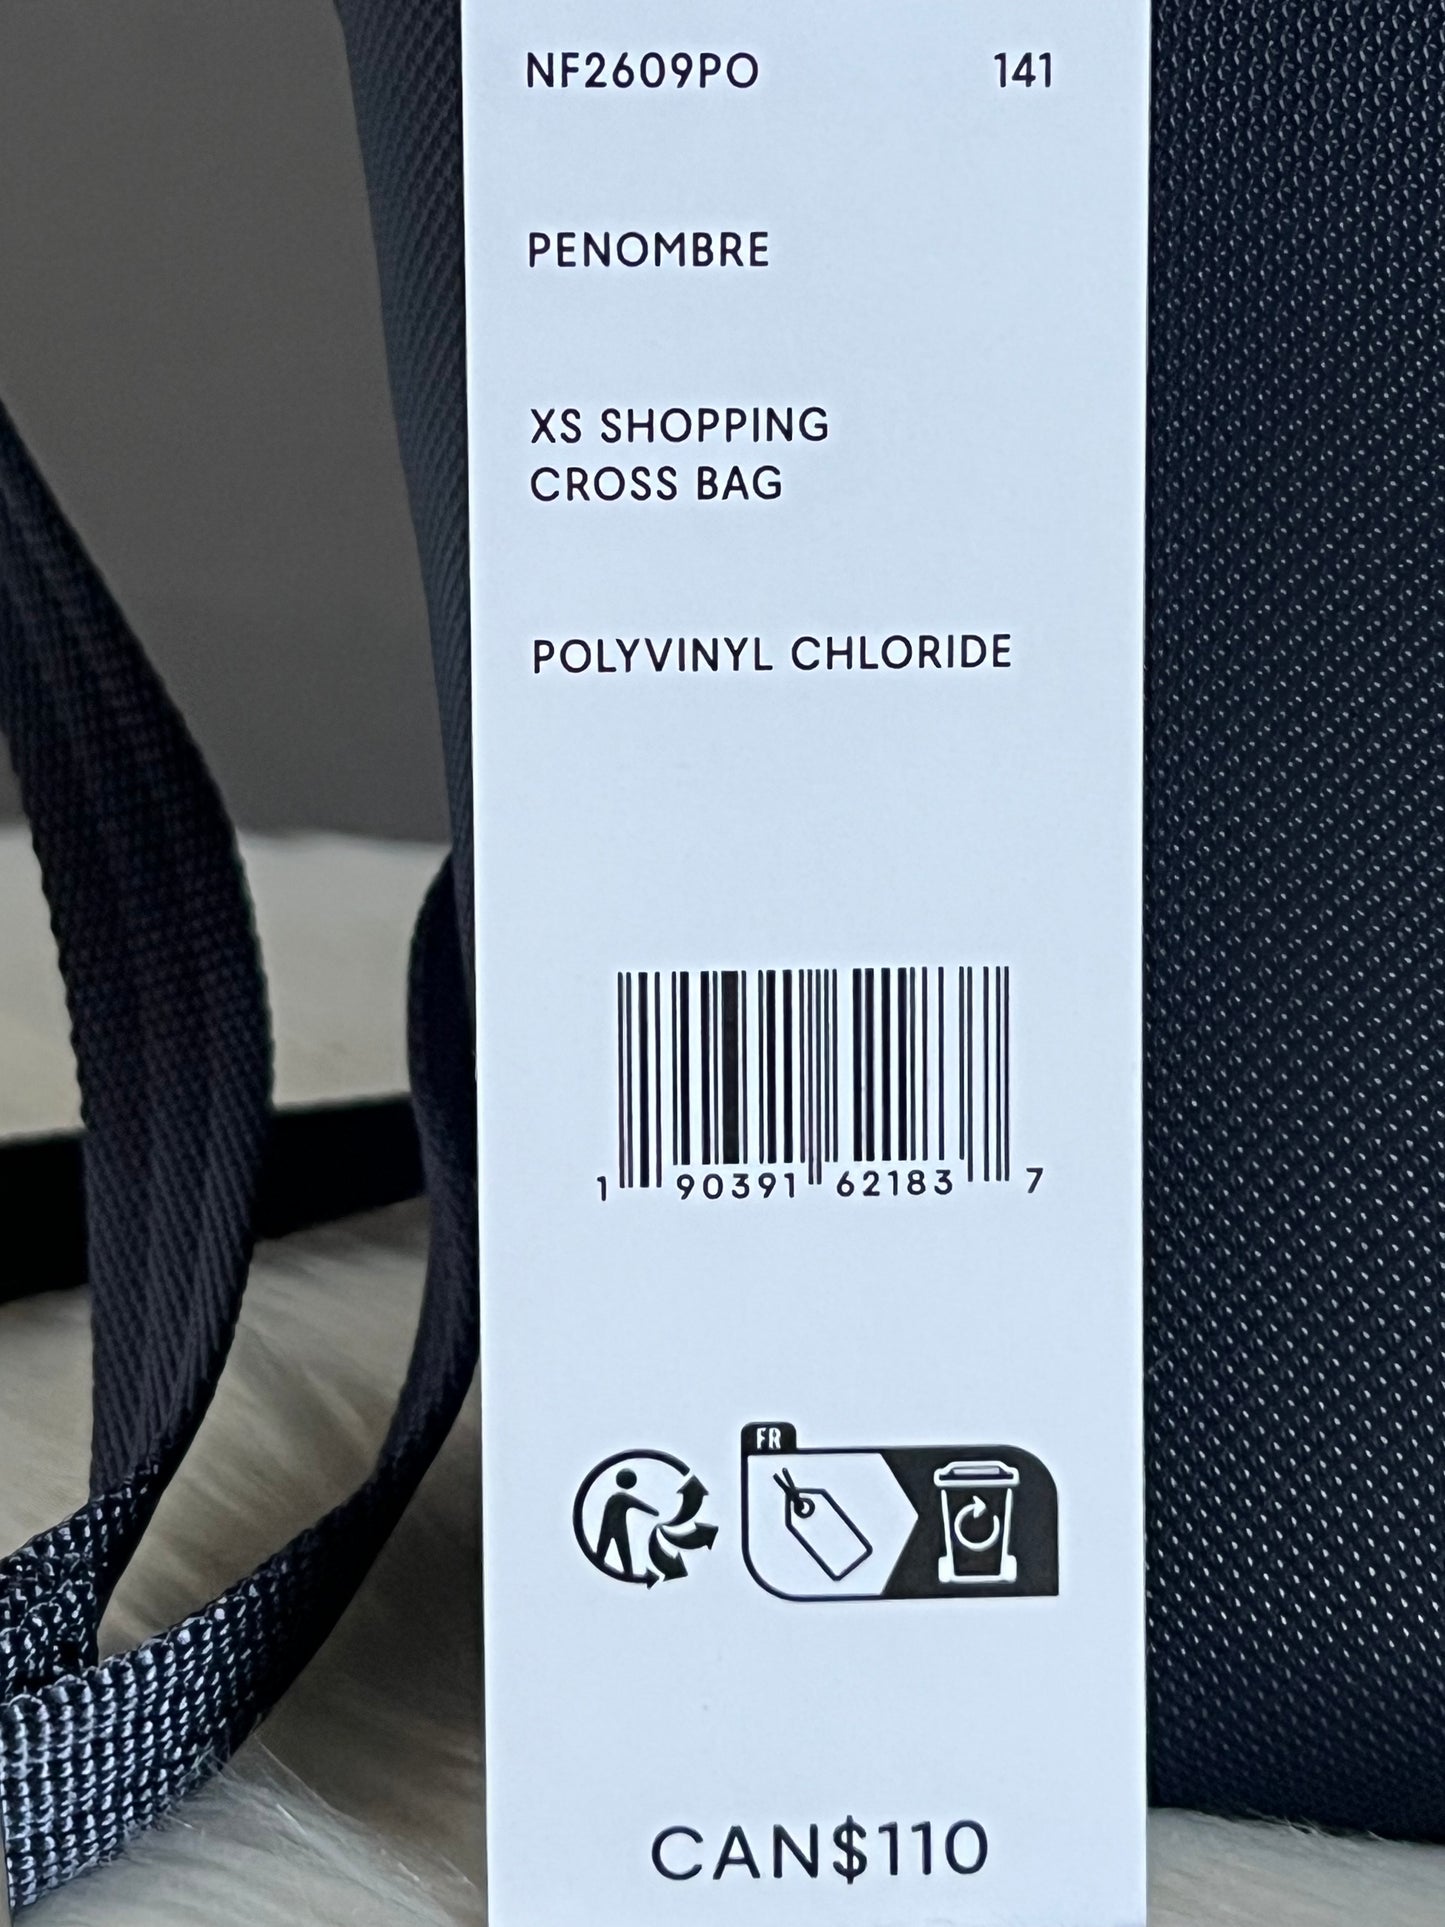 NF2609PO 141
PENOMBRE
XS SHOPPING
CROSS BAG
POLYVINYL CHLORIDE
1 90391 62183 7
FR
CAN$110